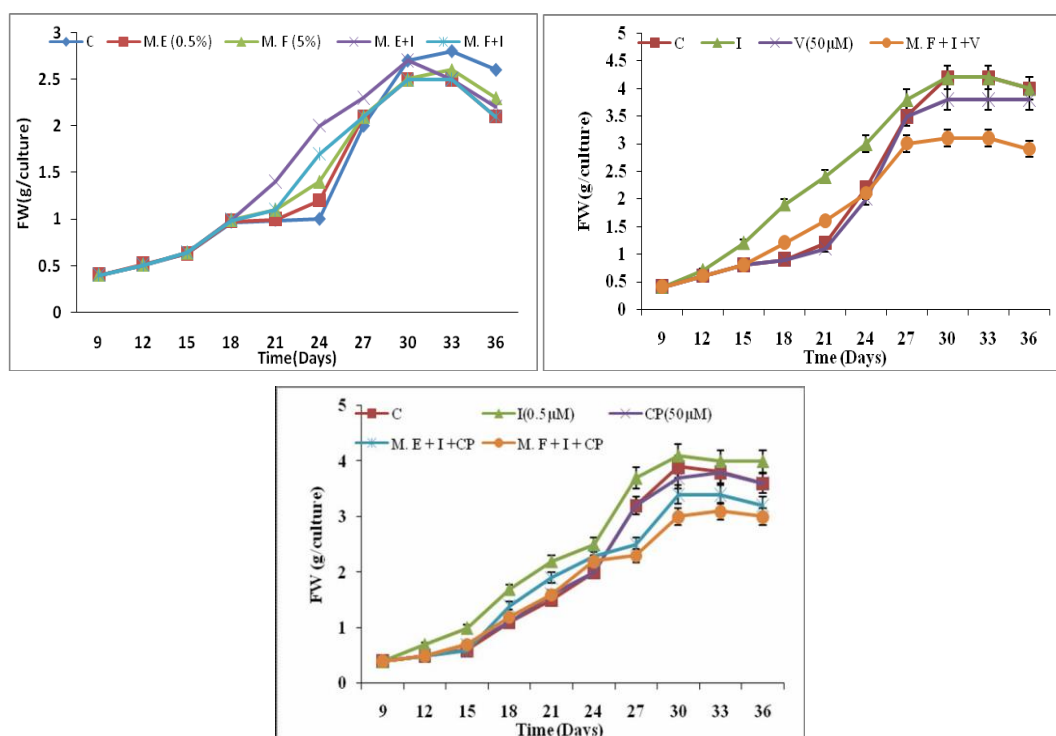 3
C M.E (0.5%) M. F (5%) M. E+I M. F+I
2.5
2
1.5
1
0.5
0
FW(g/culture)
9 12 15 18 21 24 27 30 33 36
Time(Days)
5
C I V(50µM) M. F + I +V
4.5
4
3.5
3
2.5
2
1.5
1
0.5
0
FW(g/culture)
9 12 15 18 21 24 27 30 33 36
Tme (Days)
5
C I(0.5µM) CP(50µM)
M. E + I +CP M. F + I + CP
4
3
2
1
0
FW (g/culture)
9 12 15 18 21 24 27 30 33 36
Time(Days)